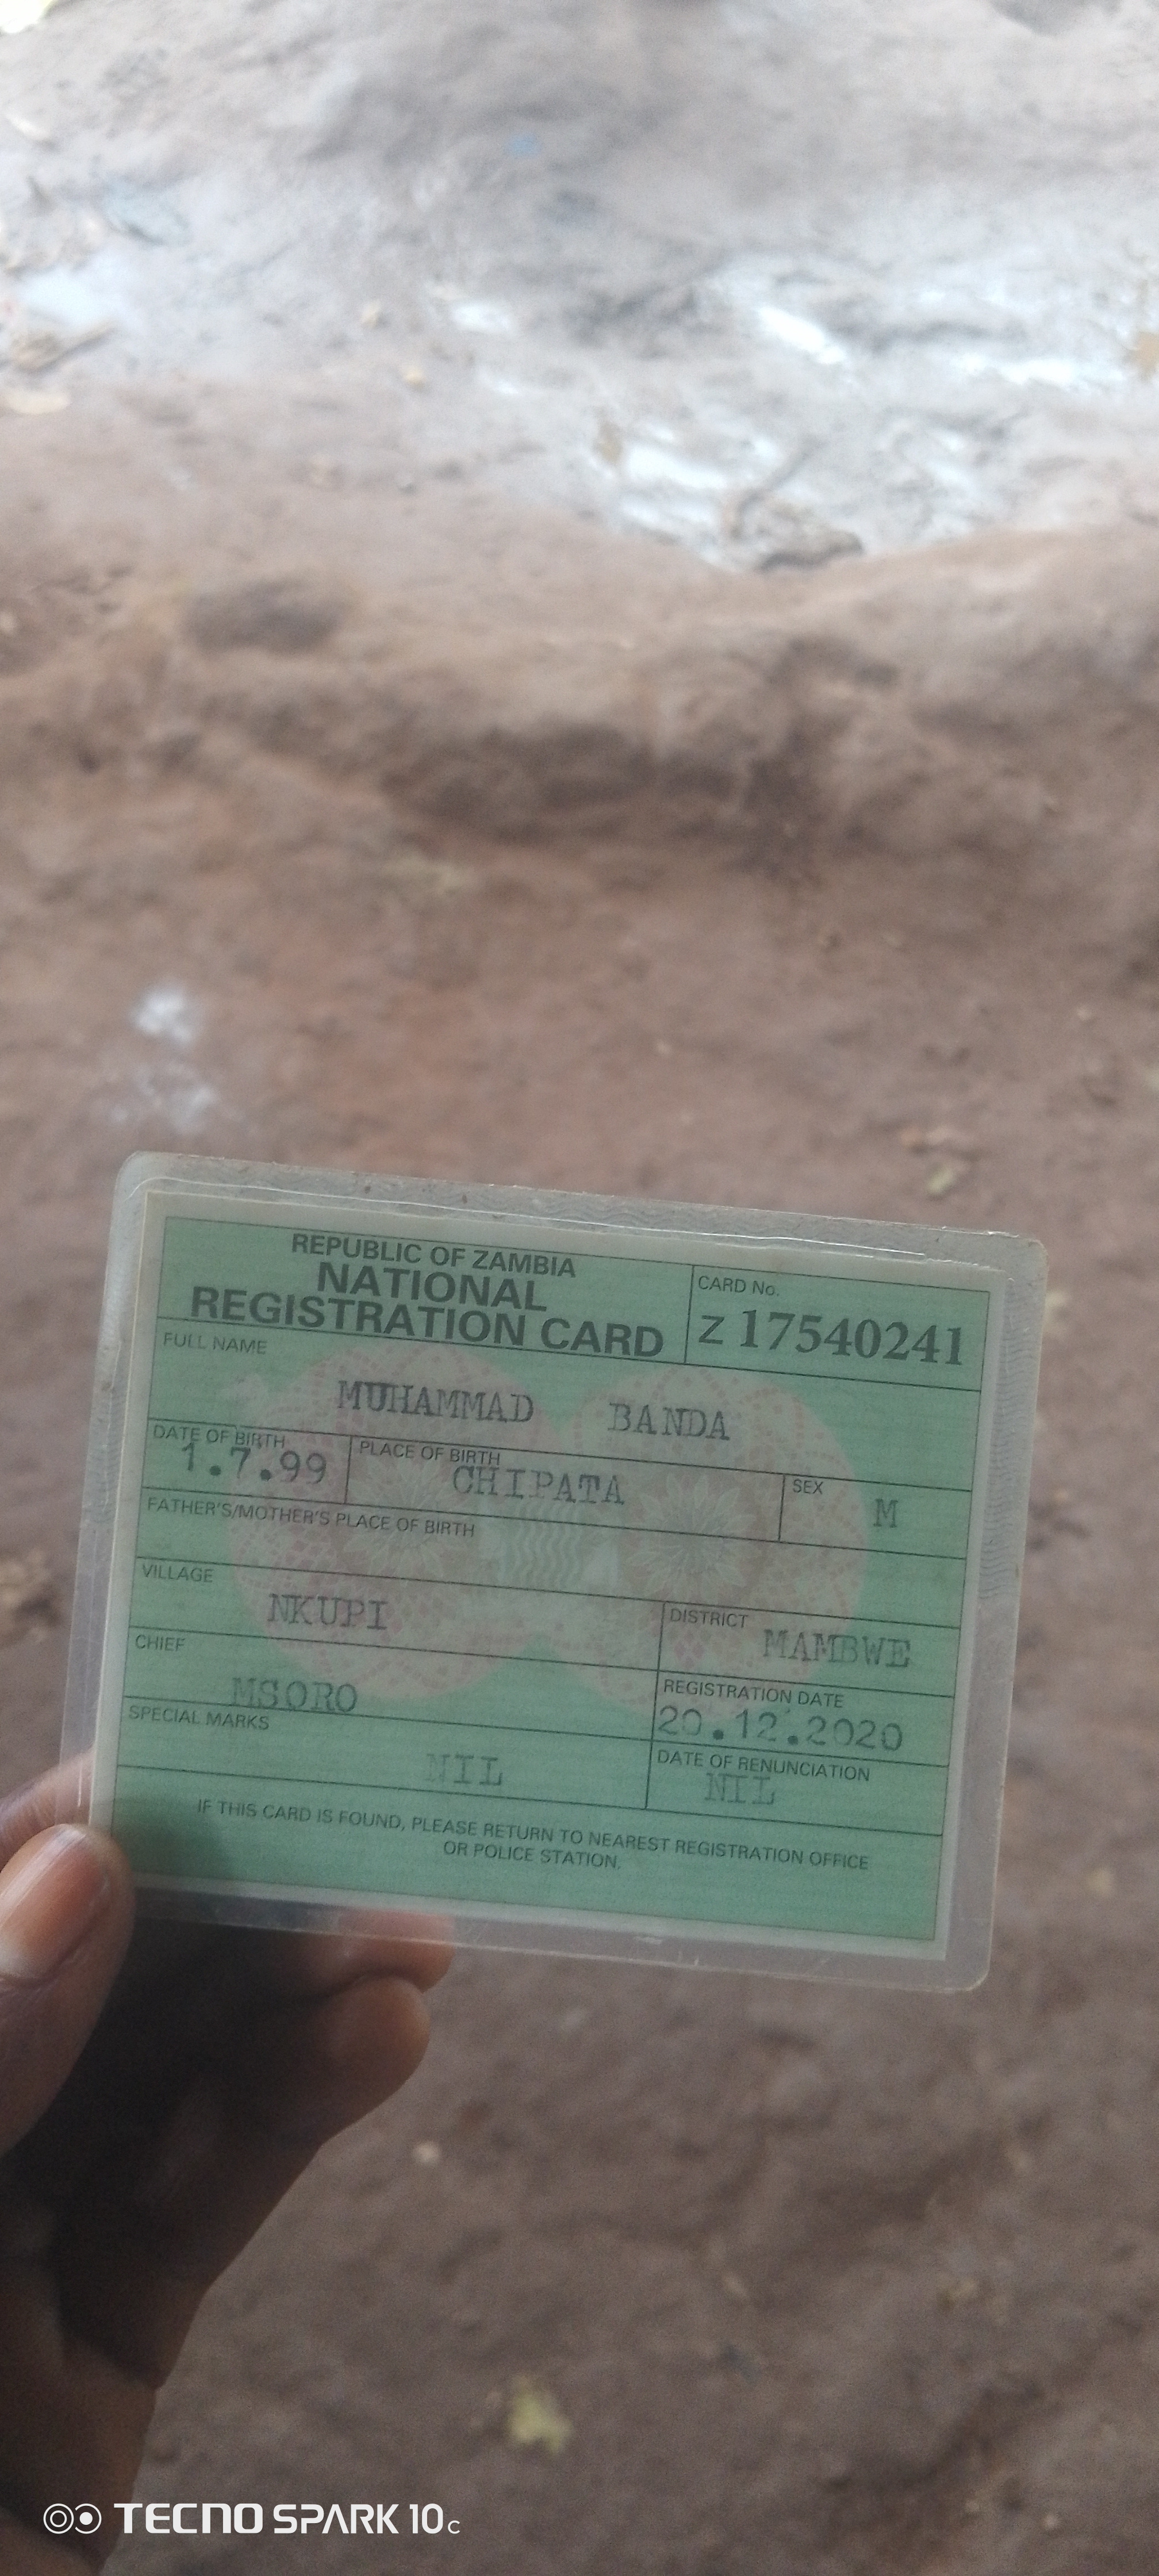 REPUBLIC OF ZAMBIA
NATIONAL
REGISTRATION CARD
CARD No.
Z 17540241
FULL NAME
MUHAMMAD BANDA
DATE OF BIRTH
1.7.99
PLACE OF BIRTH
CHIPATA
SEX
M
FATHER'S/MOTHER'S PLACE OF BIRTH
VILLAGE
NKUPI
DISTRICT
MAMBWE
CHIEF
MSORO
REGISTRATION DATE
20.12.2020
SPECIAL MARKS
NIL
DATE OF RENUNCIATION
NIL
IF THIS CARD IS FOUND, PLEASE RETURN TO NEAREST REGISTRATION OFFICE
OR POLICE STATION.
TECNO SPARK 10C